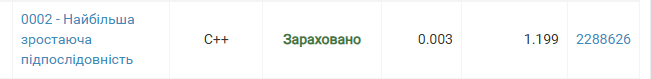 0002 - Найбільша
зростаюча
підпослідовність
C++
Зараховано
0.003
1.199
2288626